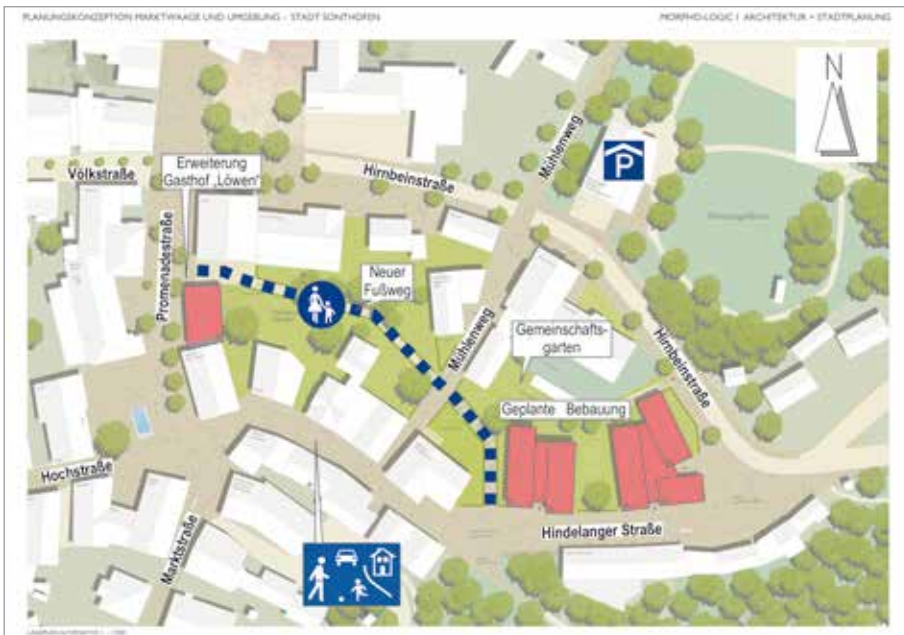 PLANUNGSKONZEPTION MARKTWAAGE UND UMGEBUNG - STADT SONTHOFEN
MORPHO-LOGIC I ARCHITEKTUR + STADTPLANUNG
N
P
Mühlenweg
Erweiterung
Gasthof „Löwen“
Völkstraße
Hirnbeinstraße
Promenadestraße
Neuer
Fußweg
Mühlenweg
Gemeinschafts-
garten
Hirnbeinstraße
Geplante Bebauung
Hochstraße
Marktstraße
Hindelanger Straße